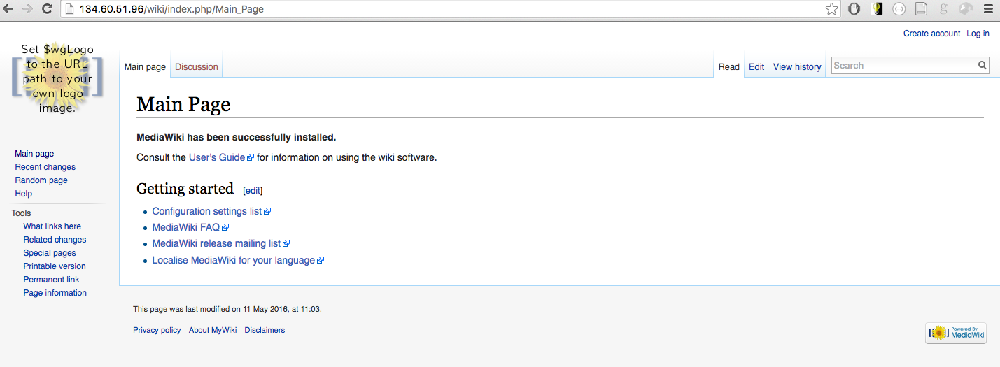 134.60.51.96/wiki/index.php/Main_Page
Create account Log in
Set $wgLogo
to the URL
path to your
own logo
image.
Main page Discussion Read Edit View history Search
Main Page
MediaWiki has been successfully installed.
Consult the User's Guide for information on using the wiki software.
Getting started [edit]
Configuration settings list
MediaWiki FAQ
MediaWiki release mailing list
Localise MediaWiki for your language
Main page
Recent changes
Random page
Help
Tools
What links here
Related changes
Special pages
Printable version
Permanent link
Page information
This page was last modified on 11 May 2016, at 11:03.
Privacy policy About MyWiki Disclaimers
Powered By
MediaWiki